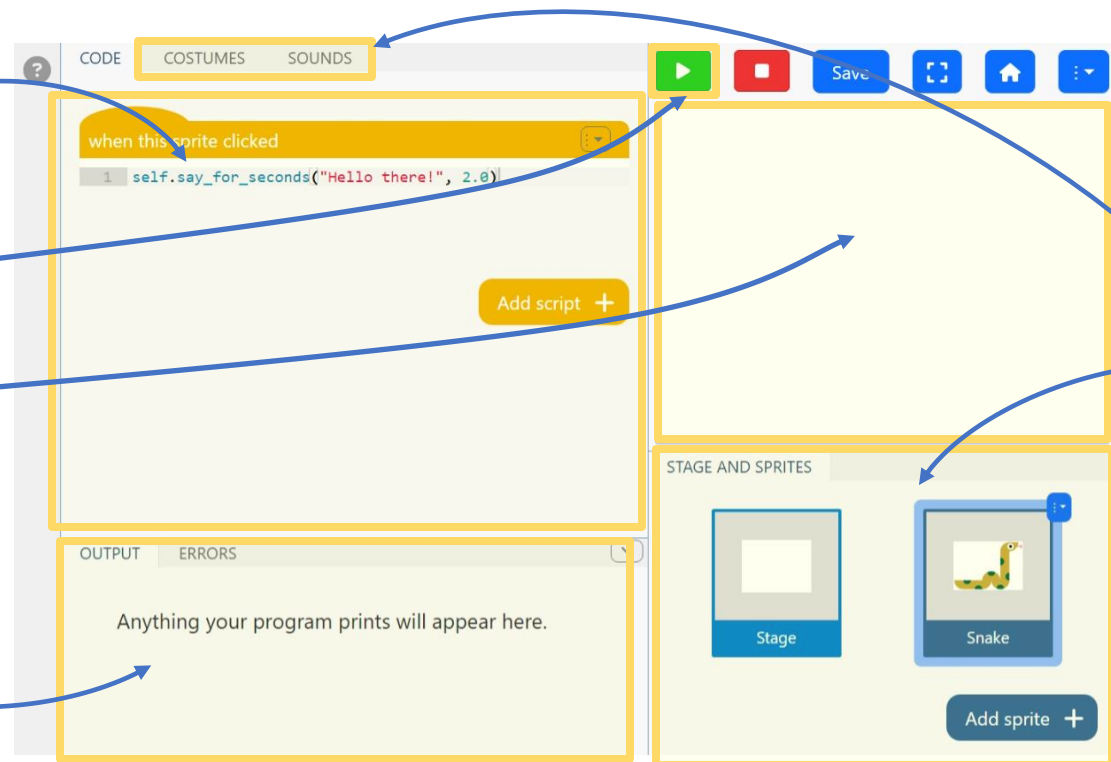 ?
CODE COSTUMES SOUNDS
Save
when this sprite clicked
1 self.say_for_seconds("Hello there!", 2.0)
Add script +
STAGE AND SPRITES
Stage
Snake
Add sprite +
OUTPUT ERRORS
Anything your program prints will appear here.